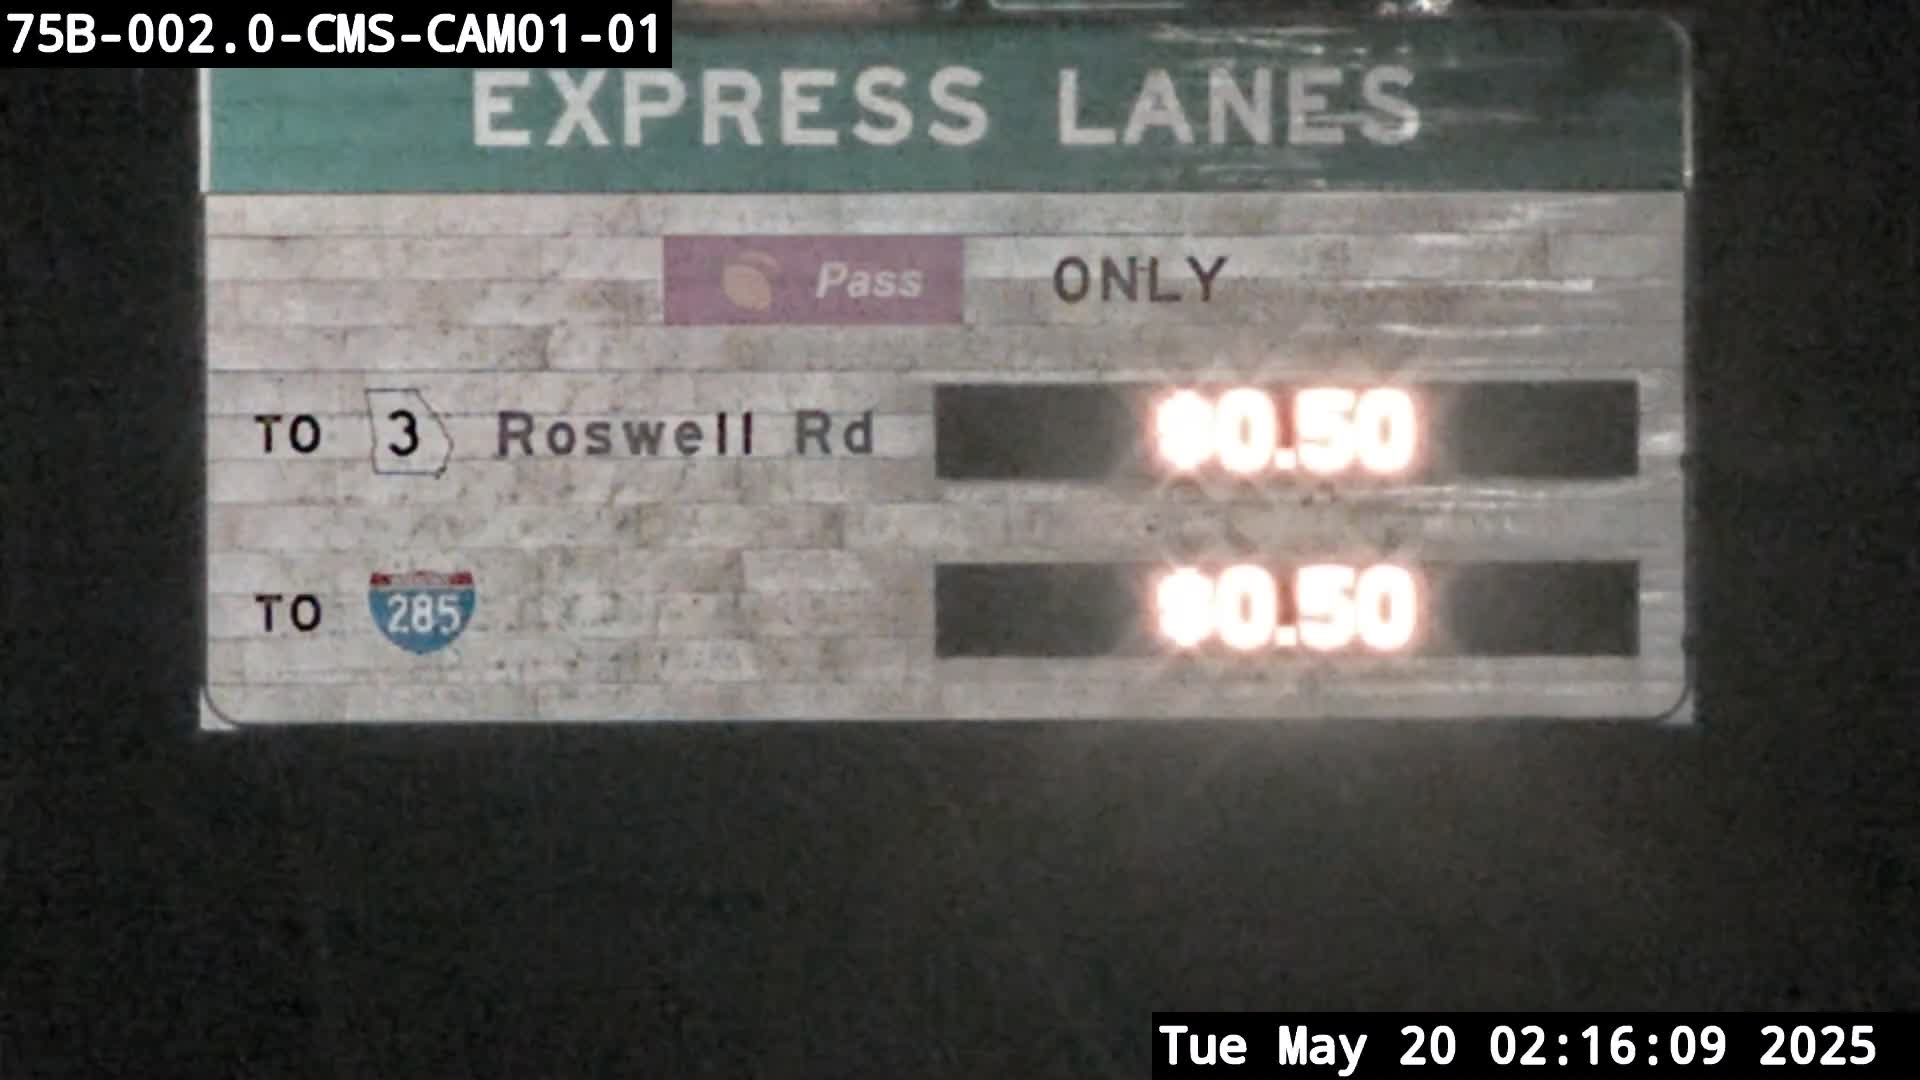 75B-002.0-CMS-CAM01-01
EXPRESS LANES
Pass ONLY
TO 3 Roswell Rd $0.50
TO 285 $0.50
Tue May 20 02:16:09 2025